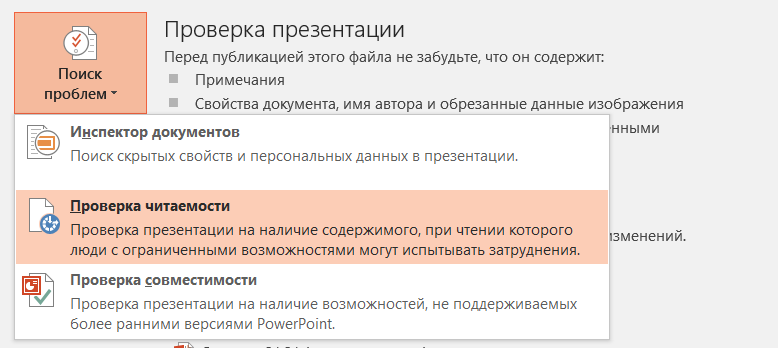 Поиск
проблем
Проверка презентации
Перед публикацией этого файла не забудьте, что он содержит:
Примечания
Свойства документа, имя автора и обрезанные данные изображения
Инспектор документов
Поиск скрытых свойств и персональных данных в презентации.
Проверка читаемости
Проверка презентации на наличие содержимого, при чтении которого
люди с ограниченными возможностями могут испытывать затруднения.
изменений.
Проверка совместимости
Проверка презентации на наличие возможностей, не поддерживаемых
более ранними версиями PowerPoint.